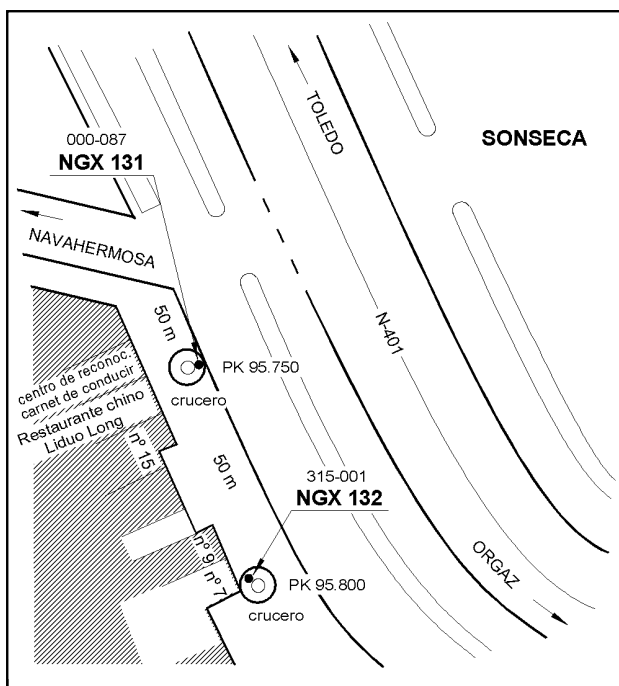 SONSECA
TOLEDO
000-087
NGX 131
NAVAHERMOSA
N-401
50 m
PK 95.750
crucero
centro de reconoc.
carnet de conducir
Restaurante chino
Liduo Long
nº 15
50 m
315-001
NGX 132
nº 9
nº 7
PK 95.800
crucero
ORGAZ